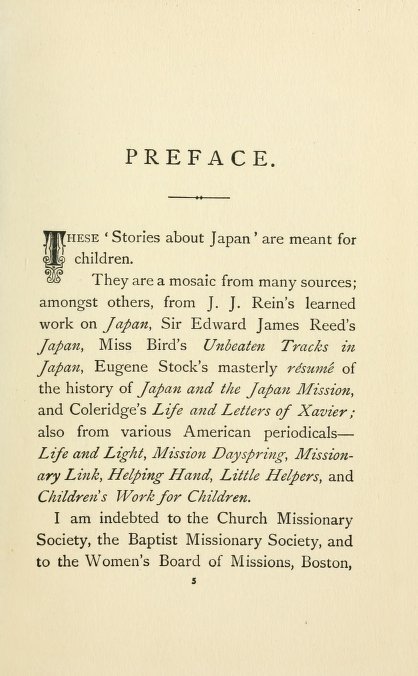 PREFACE.
THESE ‘Stories about Japan’ are meant for
children.
They are a mosaic from many sources;
amongst others, from J. J. Rein's learned
work on Japan, Sir Edward James Reed's
Japan, Miss Bird's Unbeaten Tracks in
Japan, Eugene Stock's masterly résumé of
the history of Japan and the Japan Mission,
and Coleridge's Life and Letters of Xavier;
also from various American periodicals—
Life and Light, Mission Dayspring, Mission-
ary Link, Helping Hand, Little Helpers, and
Children's Work for Children.
I am indebted to the Church Missionary
Society, the Baptist Missionary Society, and
to the Women's Board of Missions, Boston,
5